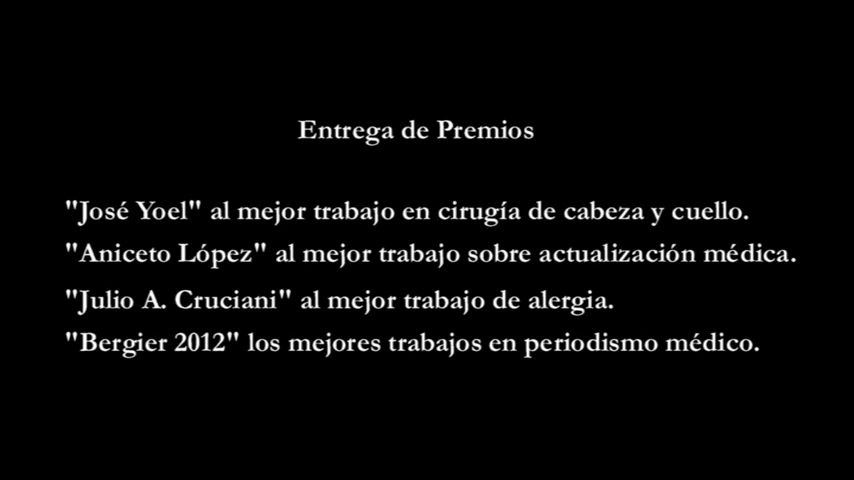 Entrega de Premios
"José Yoel" al mejor trabajo en cirugía de cabeza y cuello.
"Aniceto López" al mejor trabajo sobre actualización médica.
"Julio A. Cruciani" al mejor trabajo de alergia.
"Bergier 2012" los mejores trabajos en periodismo médico.